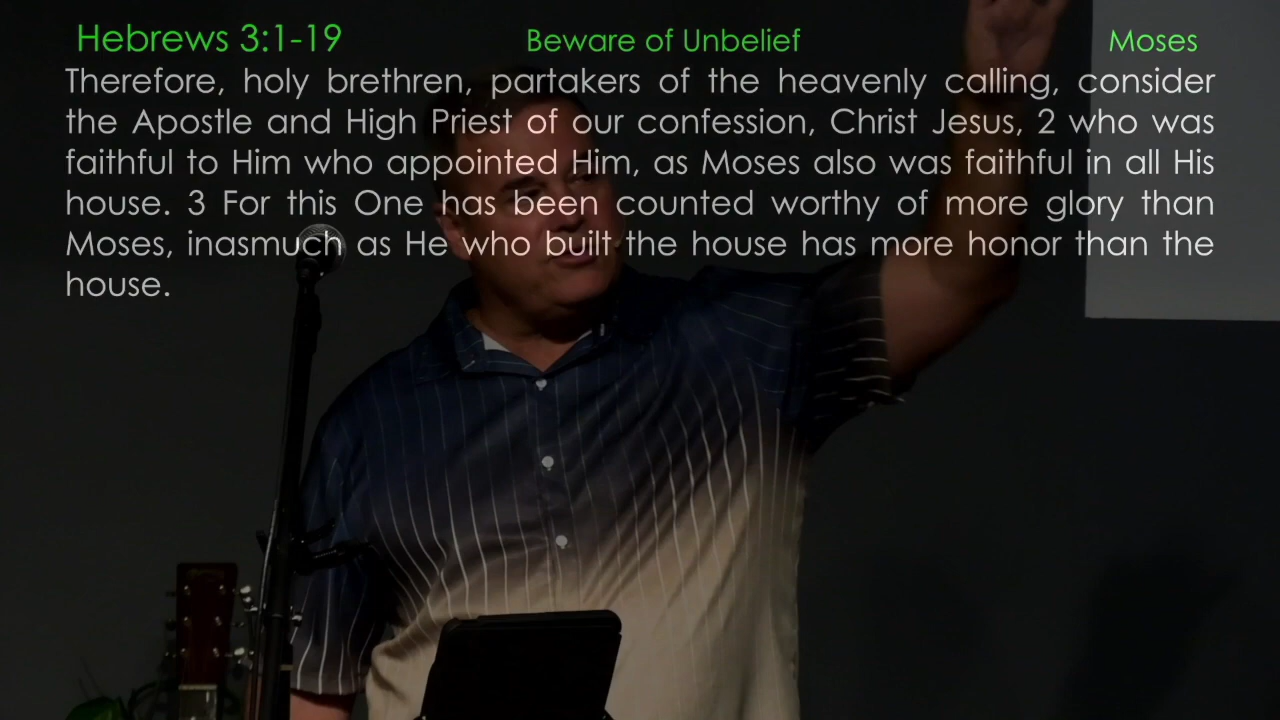 Hebrews 3:1-19 Beware of Unbelief Moses
Therefore, holy brethren, partakers of the heavenly calling, consider
the Apostle and High Priest of our confession, Christ Jesus, 2 who was
faithful to Him who appointed Him, as Moses also was faithful in all His
house. 3 For this One has been counted worthy of more glory than
Moses, inasmuch as He who built the house has more honor than the
house.